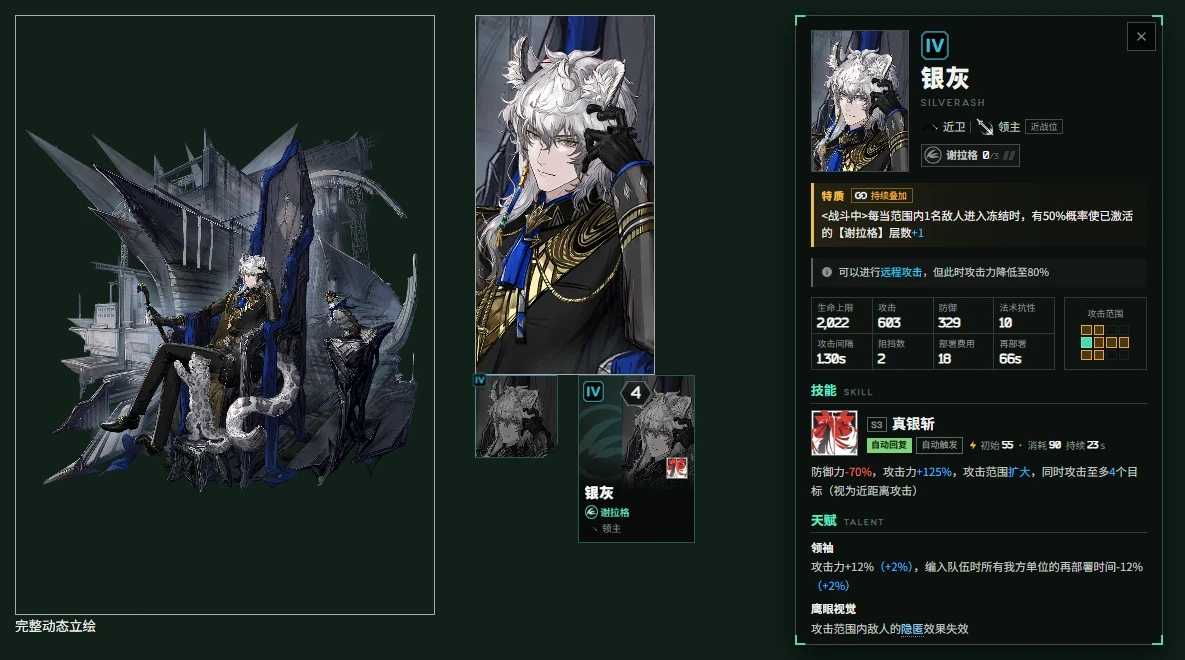 完整动态立绘
IV
IV
4
银灰
谢拉格
领主
IV
银灰
SILVERASH
近卫
领主
近战位
谢拉格 0/3
特质
持续叠加
<战斗中>每当范围内1名敌人进入冻结时，有50%概率使已激活
的【谢拉格】层数+1
可以进行远程攻击，但此时攻击力降低至80%
生命上限 攻击 防御 法术抗性
2,022 603 329 10
攻击间隔 阻挡数 部署费用 再部署
1.30s 2 18 66s
攻击范围
技能 SKILL
S3 真银斩
自动回复 自动触发 初始 55 · 消耗 90 持续 23 s
防御力-70%，攻击力+125%，攻击范围扩大，同时攻击至多4个目
标（视为近距离攻击）
天赋 TALENT
领袖
攻击力+12%（+2%），编入队伍时所有我方单位的再部署时间-12%
（+2%）
鹰眼视觉
攻击范围内敌人的隐匿效果失效